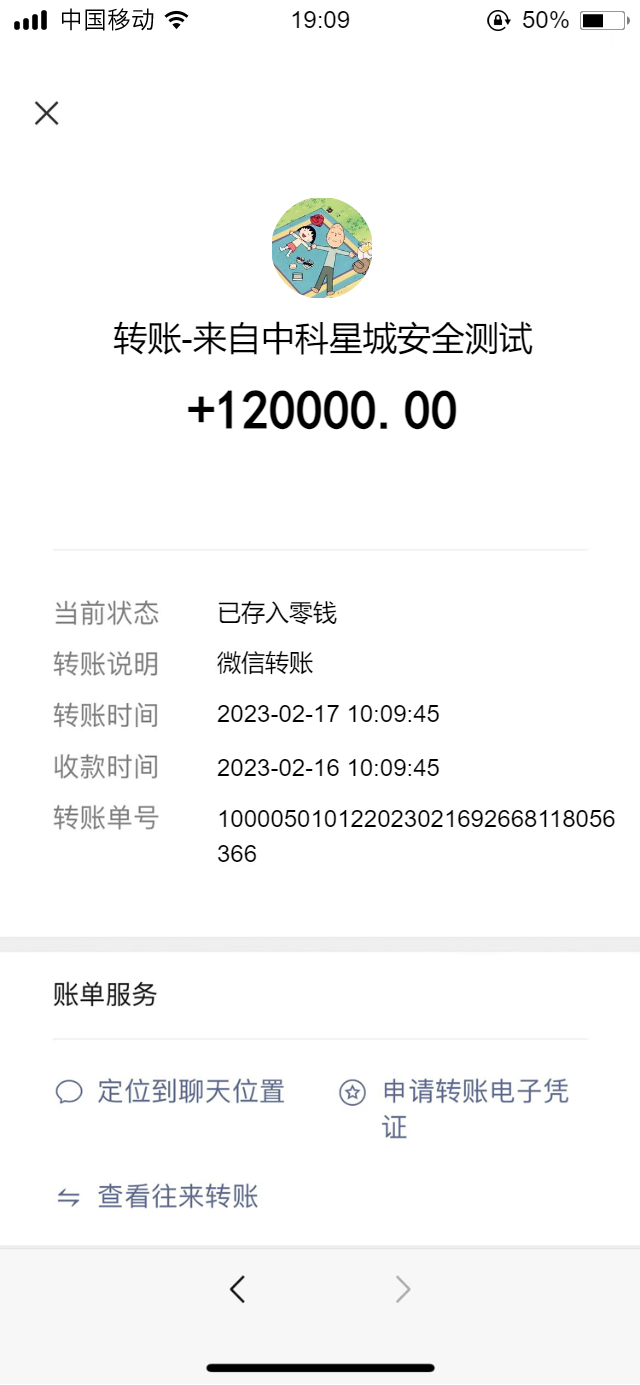 中国移动 19:09 50%
转账-来自中科星城安全测试
+120000.00
当前状态 已存入零钱
转账说明 微信转账
转账时间 2023-02-17 10:09:45
收款时间 2023-02-16 10:09:45
转账单号 1000050101220230216926681180​56
366
账单服务
定位到聊天位置 申请转账电子凭
证
查看往来转账